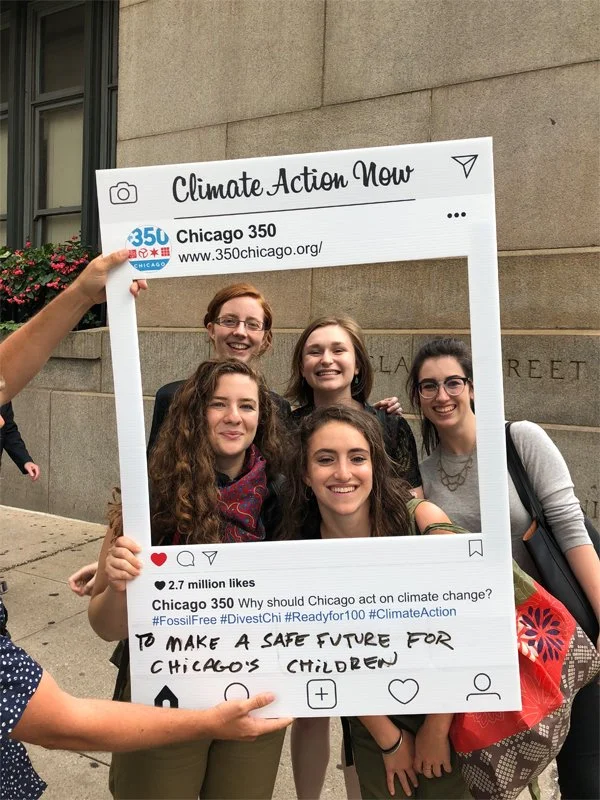 Climate Action Now
350
CHICAGO
Chicago 350
www.350chicago.org/
STREET
2.7 million likes
Chicago 350 Why should Chicago act on climate change?
#FossilFree #DivestChi #Readyfor100 #ClimateAction
TO MAKE A SAFE FUTURE FOR
CHICAGO'S CHILDREN